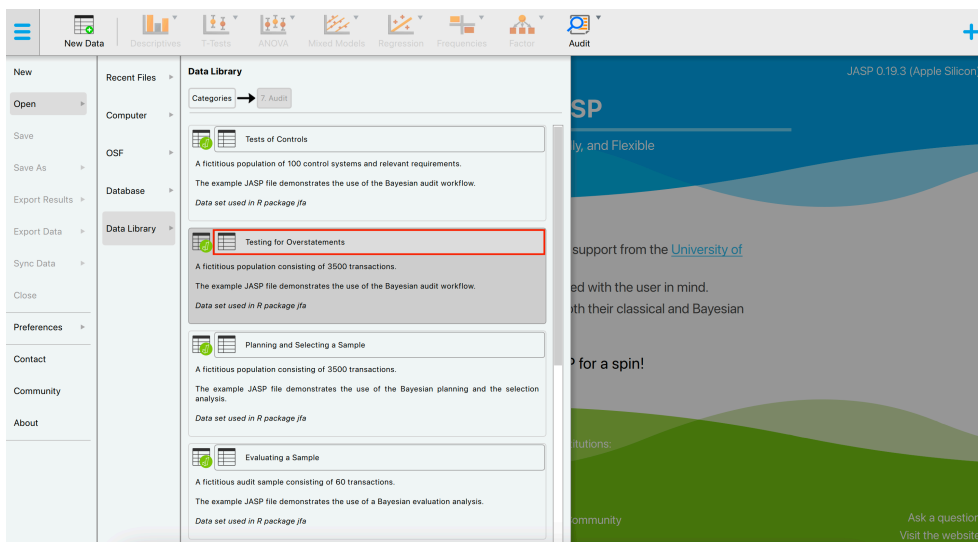 New Data
Descriptives
T-Tests
ANOVA
Mixed Models
Regression
Frequencies
Factor
Audit
New
Open
Save
Save As
Export Results
Export Data
Sync Data
Close
Preferences
Contact
Community
About
Recent Files
Computer
OSF
Database
Data Library
Data Library
Categories
7. Audit
Tests of Controls
A fictitious population of 100 control systems and relevant requirements.
The example JASP file demonstrates the use of the Bayesian audit workflow.
Data set used in R package jfa
Testing for Overstatements
A fictitious population consisting of 3500 transactions.
The example JASP file demonstrates the use of the Bayesian audit workflow.
Data set used in R package jfa
Planning and Selecting a Sample
A fictitious population consisting of 3500 transactions.
The example JASP file demonstrates the use of the Bayesian planning and the selection
analysis.
Data set used in R package jfa
Evaluating a Sample
A fictitious audit sample consisting of 60 transactions.
The example JASP file demonstrates the use of a Bayesian evaluation analysis.
Data set used in R package jfa
JASP 0.19.3 (Apple Silicon)
SP
ly, and Flexible
support from the University of
ed with the user in mind.
oth their classical and Bayesian
for a spin!
itutions:
ommunity
Ask a question
Visit the website